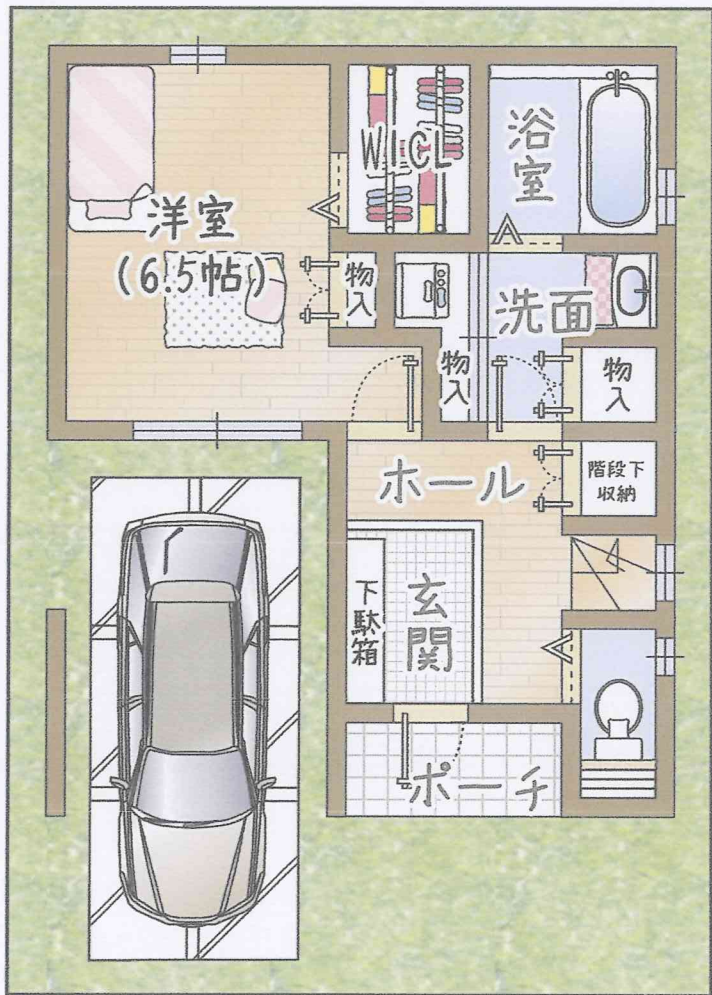 WICL
浴室
洋室
(6.5帖)
物入
洗面
物入
物入
ホール
階段下
収納
下駄箱
玄関
ポーチ